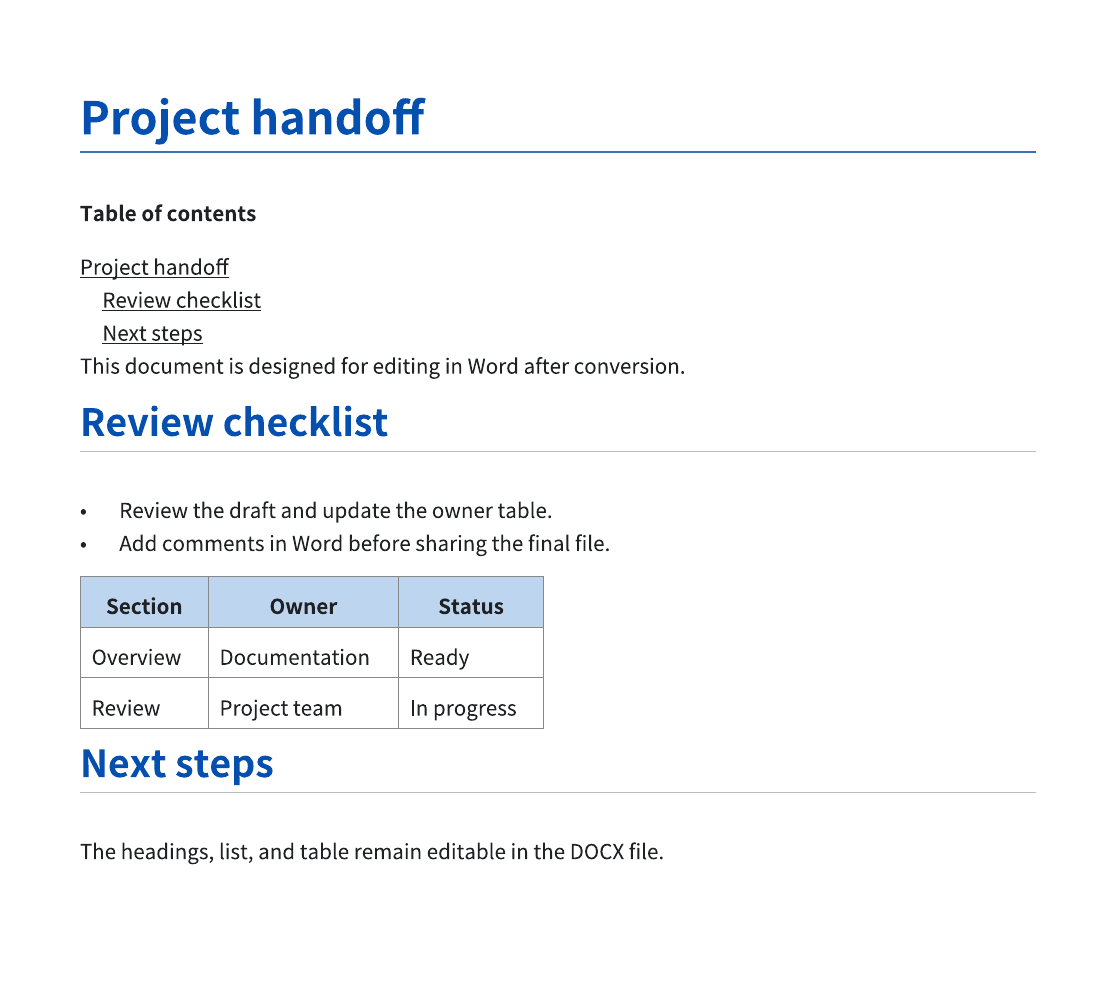 Project handoff
Table of contents
Project handoff
Review checklist
Next steps
This document is designed for editing in Word after conversion.
Review checklist
• Review the draft and update the owner table.
• Add comments in Word before sharing the final file.
Section Owner Status
Overview Documentation Ready
Review Project team In progress
Next steps
The headings, list, and table remain editable in the DOCX file.